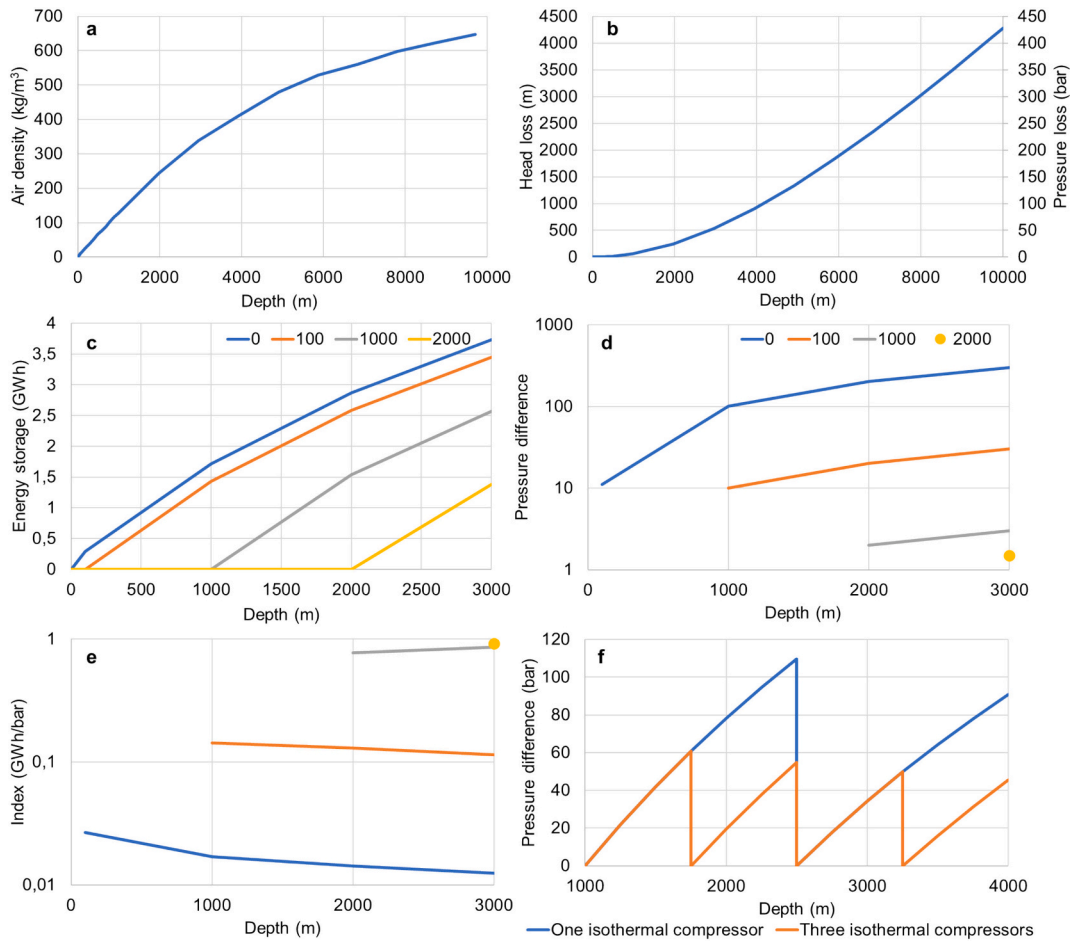 a
700
600
500
400
300
200
100
0
Air density (kg/m³)
0 2000 4000 6000 8000 10000
Depth (m)
b
4500
4000
3500
3000
2500
2000
1500
1000
500
0
Head loss (m)
450
400
350
300
250
200
150
100
50
0
Pressure loss (bar)
0 2000 4000 6000 8000 10000
Depth (m)
c
0 100 1000 2000
4
3,5
3
2,5
2
1,5
1
0,5
0
Energy storage (GWh)
0 500 1000 1500 2000 2500 3000
Depth (m)
d
0 100 1000 2000
1000
100
10
1
Pressure difference
0 1000 2000 3000
Depth (m)
e
1
0,1
0,01
Index (GWh/bar)
0 1000 2000 3000
Depth (m)
f
120
100
80
60
40
20
0
Pressure difference (bar)
1000 2000 3000 4000
Depth (m)
One isothermal compressor Three isothermal compressors